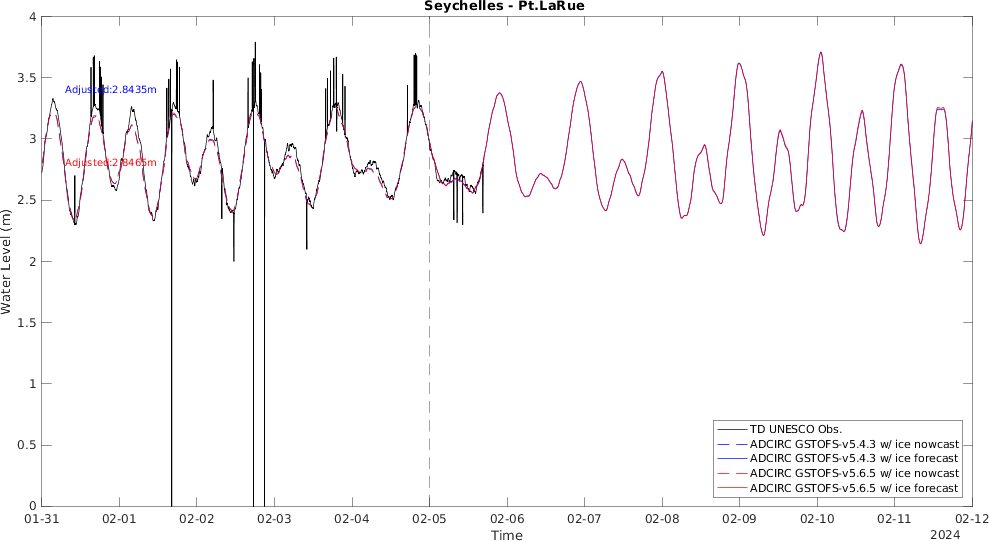 Seychelles - Pt.LaRue
Water Level (m)
4
3.5
3
2.5
2
1.5
1
0.5
0
Adjusted:2.8435m
Adjusted:2.8465m
TD UNESCO Obs.
ADCIRC GSTOFS-v5.4.3 w/ ice nowcast
ADCIRC GSTOFS-v5.4.3 w/ ice forecast
ADCIRC GSTOFS-v5.6.5 w/ ice nowcast
ADCIRC GSTOFS-v5.6.5 w/ ice forecast
01-31 02-01 02-02 02-03 02-04 02-05 02-06 02-07 02-08 02-09 02-10 02-11 02-12
Time
2024